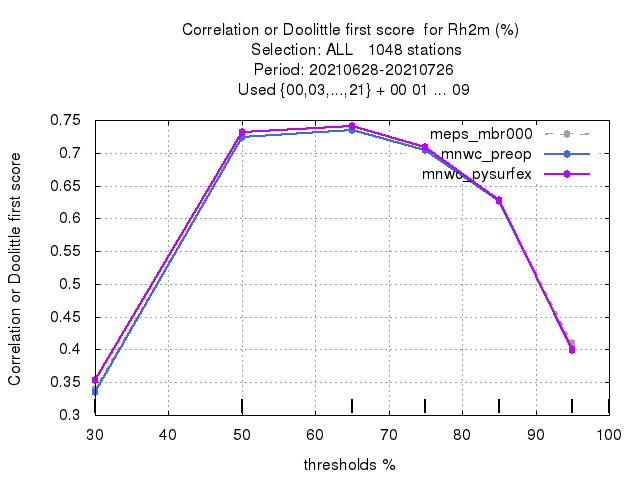 Correlation or Doolittle first score  for Rh2m (%)
Selection: ALL   1048 stations
Period: 20210628-20210726
Used {00,03,...,21} + 00 01 ... 09
Correlation or Doolittle first score
0.75
0.7
0.65
0.6
0.55
0.5
0.45
0.4
0.35
0.3
meps_mbr000
mnwc_preop
mnwc_pysurfex
30 40 50 60 70 80 90 100
thresholds %